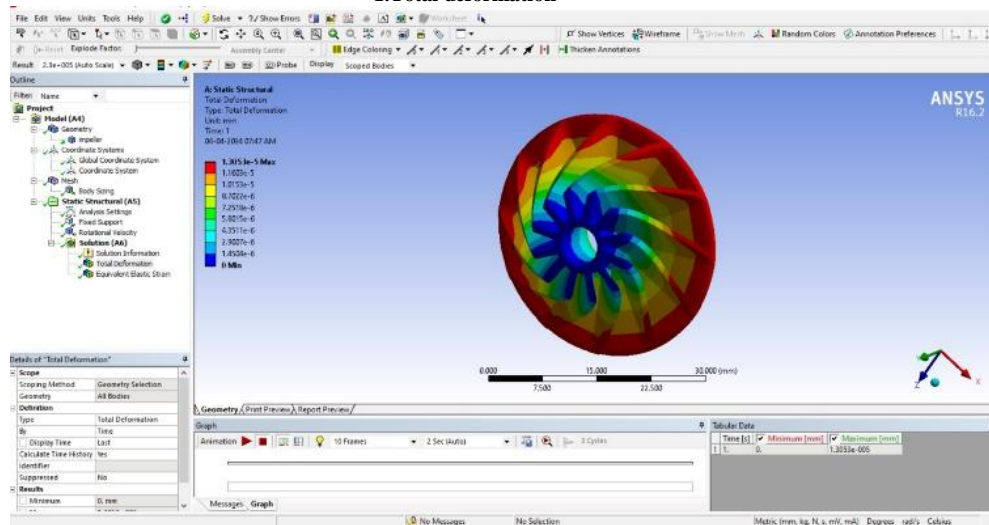 1. Total deformation
File Edit View Units Tools Help
Solve ▾ ?/ Show Errors Worksheet
Show Vertices Wireframe Show Mesh Random Colors Annotation Preferences
Reset Explode Factor: Assembly Center Edge Coloring ▾ Thicken Annotations
Result 2.3e+005 (Auto Scale) Probe Display Scoped Bodies
Outline
Filter: Name
Project
Model (A4)
Geometry
impeller
Coordinate Systems
Global Coordinate System
Coordinate System
Mesh
Body Sizing
Static Structural (A5)
Analysis Settings
Fixed Support
Rotational Velocity
Solution (A6)
Solution Information
Total Deformation
Equivalent Elastic Strain
A: Static Structural
Total Deformation
Type: Total Deformation
Unit: mm
Time: 1
06-04-2024 07:47 AM
1.3053e-5 Max
1.1603e-5
1.0153e-5
8.7022e-6
7.2518e-6
5.8015e-6
4.3511e-6
2.9007e-6
1.4504e-6
0 Min
ANSYS
R16.2
0.000 15.000 30.000 (mm)
7.500 22.500
X
Z
Geometry Print Preview Report Preview
Details of "Total Deformation"
Scope
Scoping Method Geometry Selection
Geometry All Bodies
Definition
Type Total Deformation
By Time
Display Time Last
Calculate Time History Yes
Identifier
Suppressed No
Results
Minimum 0. mm
Graph
Animation 10 Frames 2 Sec (Auto) 3 Cycles
Messages Graph
Tabular Data
Time [s] Minimum [mm] Maximum [mm]
1 1. 0. 1.3053e-005
No Messages No Selection Metric (mm, kg, N, s, mV, mA) Degrees rad/s Celsius